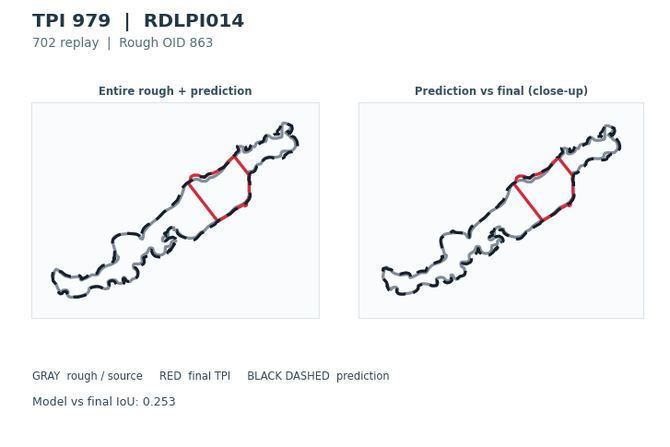 TPI 979 | RDLPI014
702 replay | Rough OID 863
Entire rough + prediction
Prediction vs final (close-up)
GRAY rough / source RED final TPI BLACK DASHED prediction
Model vs final IoU: 0.253